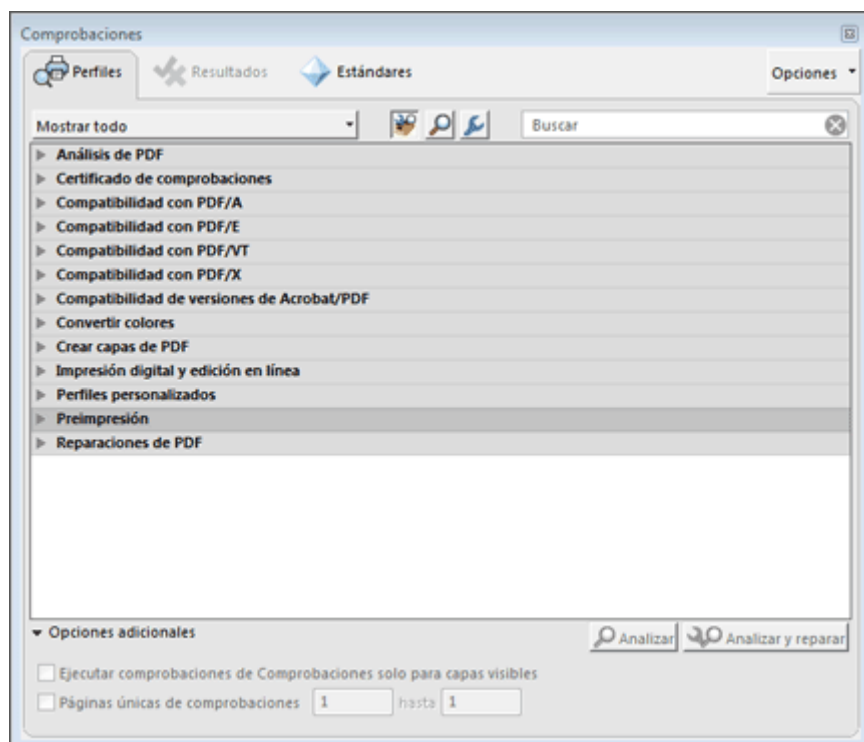 Comprobaciones
Perfiles Resultados Estándares Opciones
Mostrar todo Buscar
Análisis de PDF
Certificado de comprobaciones
Compatibilidad con PDF/A
Compatibilidad con PDF/E
Compatibilidad con PDF/VT
Compatibilidad con PDF/X
Compatibilidad de versiones de Acrobat/PDF
Convertir colores
Crear capas de PDF
Impresión digital y edición en línea
Perfiles personalizados
Preimpresión
Reparaciones de PDF
Opciones adicionales Analizar Analizar y reparar
Ejecutar comprobaciones de Comprobaciones solo para capas visibles
Páginas únicas de comprobaciones 1 hasta 1